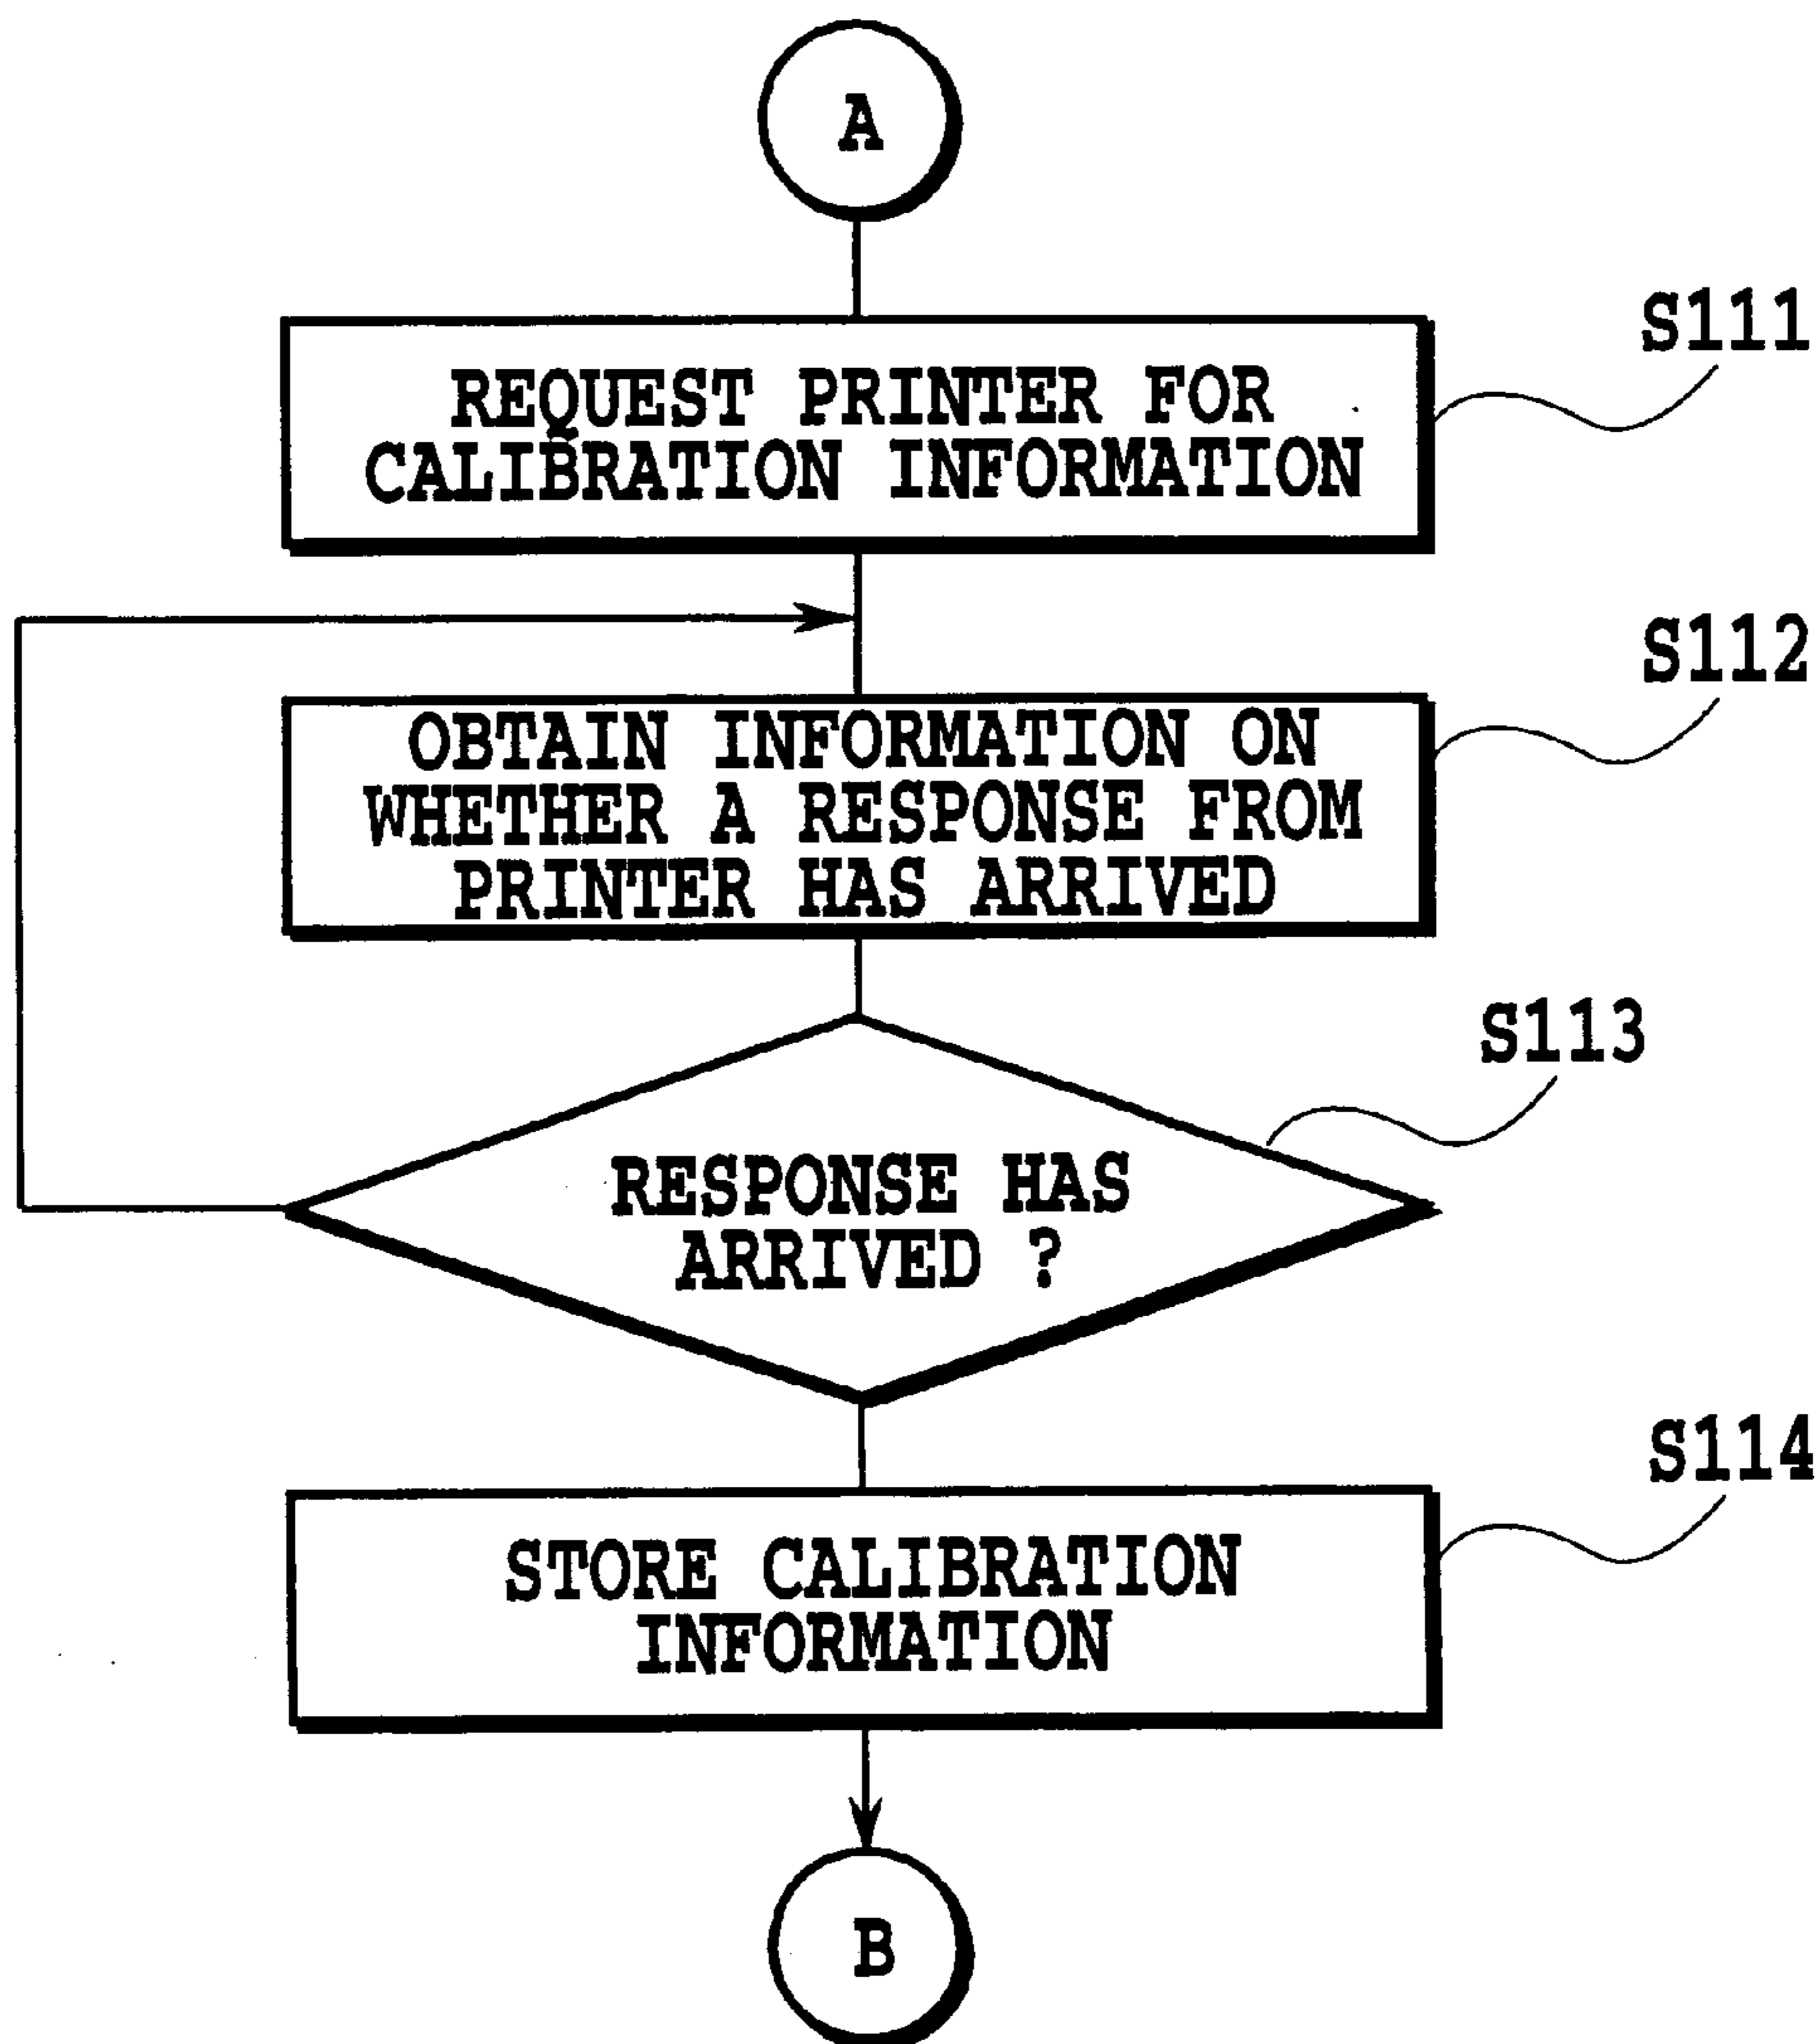 A
S111
REQUEST PRINTER FOR
CALIBRATION INFORMATION
S112
OBTAIN INFORMATION ON
WHETHER A RESPONSE FROM
PRINTER HAS ARRIVED
S113
RESPONSE HAS
ARRIVED ?
S114
STORE CALIBRATION
INFORMATION
B